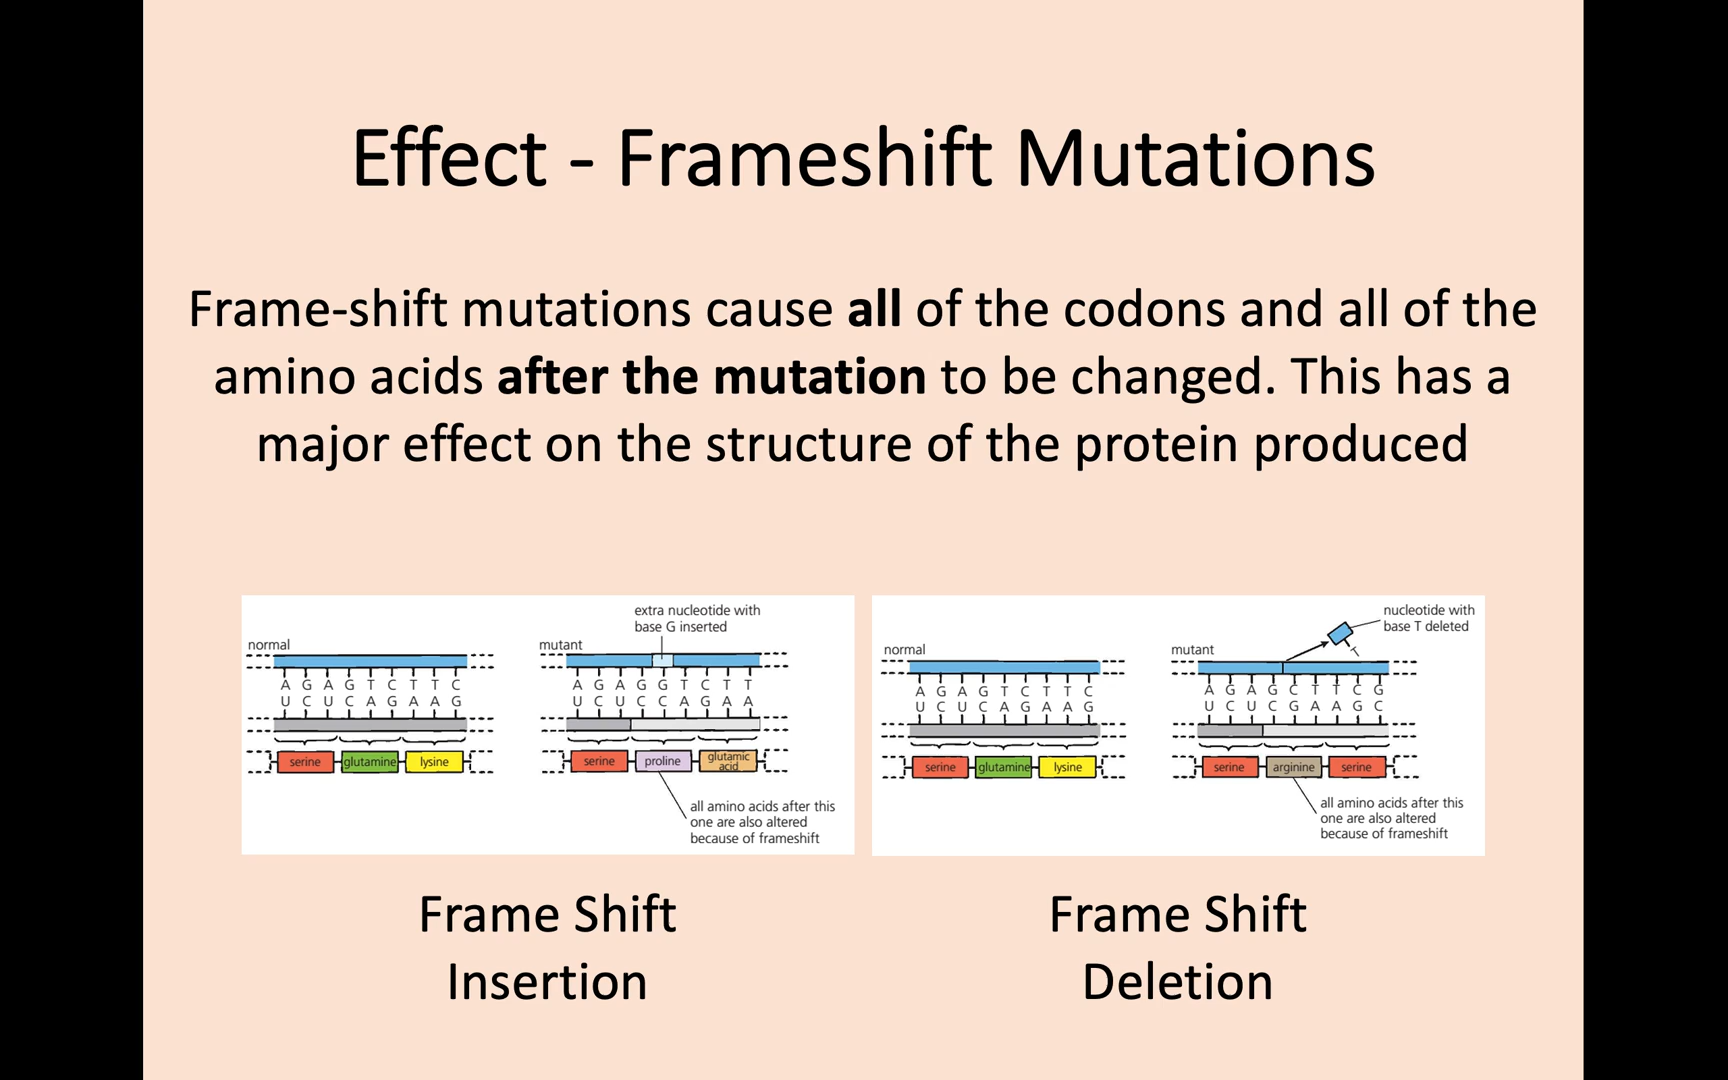 Effect - Frameshift Mutations
Frame-shift mutations cause all of the codons and all of the
amino acids after the mutation to be changed. This has a
major effect on the structure of the protein produced
extra nucleotide with
base G inserted
normal
mutant
A G A G T C T T C
U C U C A G A A G
A G A G G T C T T
U C U C C A G A A
serine glutamine lysine
serine proline glutamic
acid
all amino acids after this
one are also altered
because of frameshift
nucleotide with
base T deleted
normal
mutant
T
A G A G T C T T C
U C U C A G A A G
A G A G C T T C G
U C U C G A A G C
serine glutamine lysine
serine arginine serine
all amino acids after this
one are also altered
because of frameshift
Frame Shift
Insertion
Frame Shift
Deletion